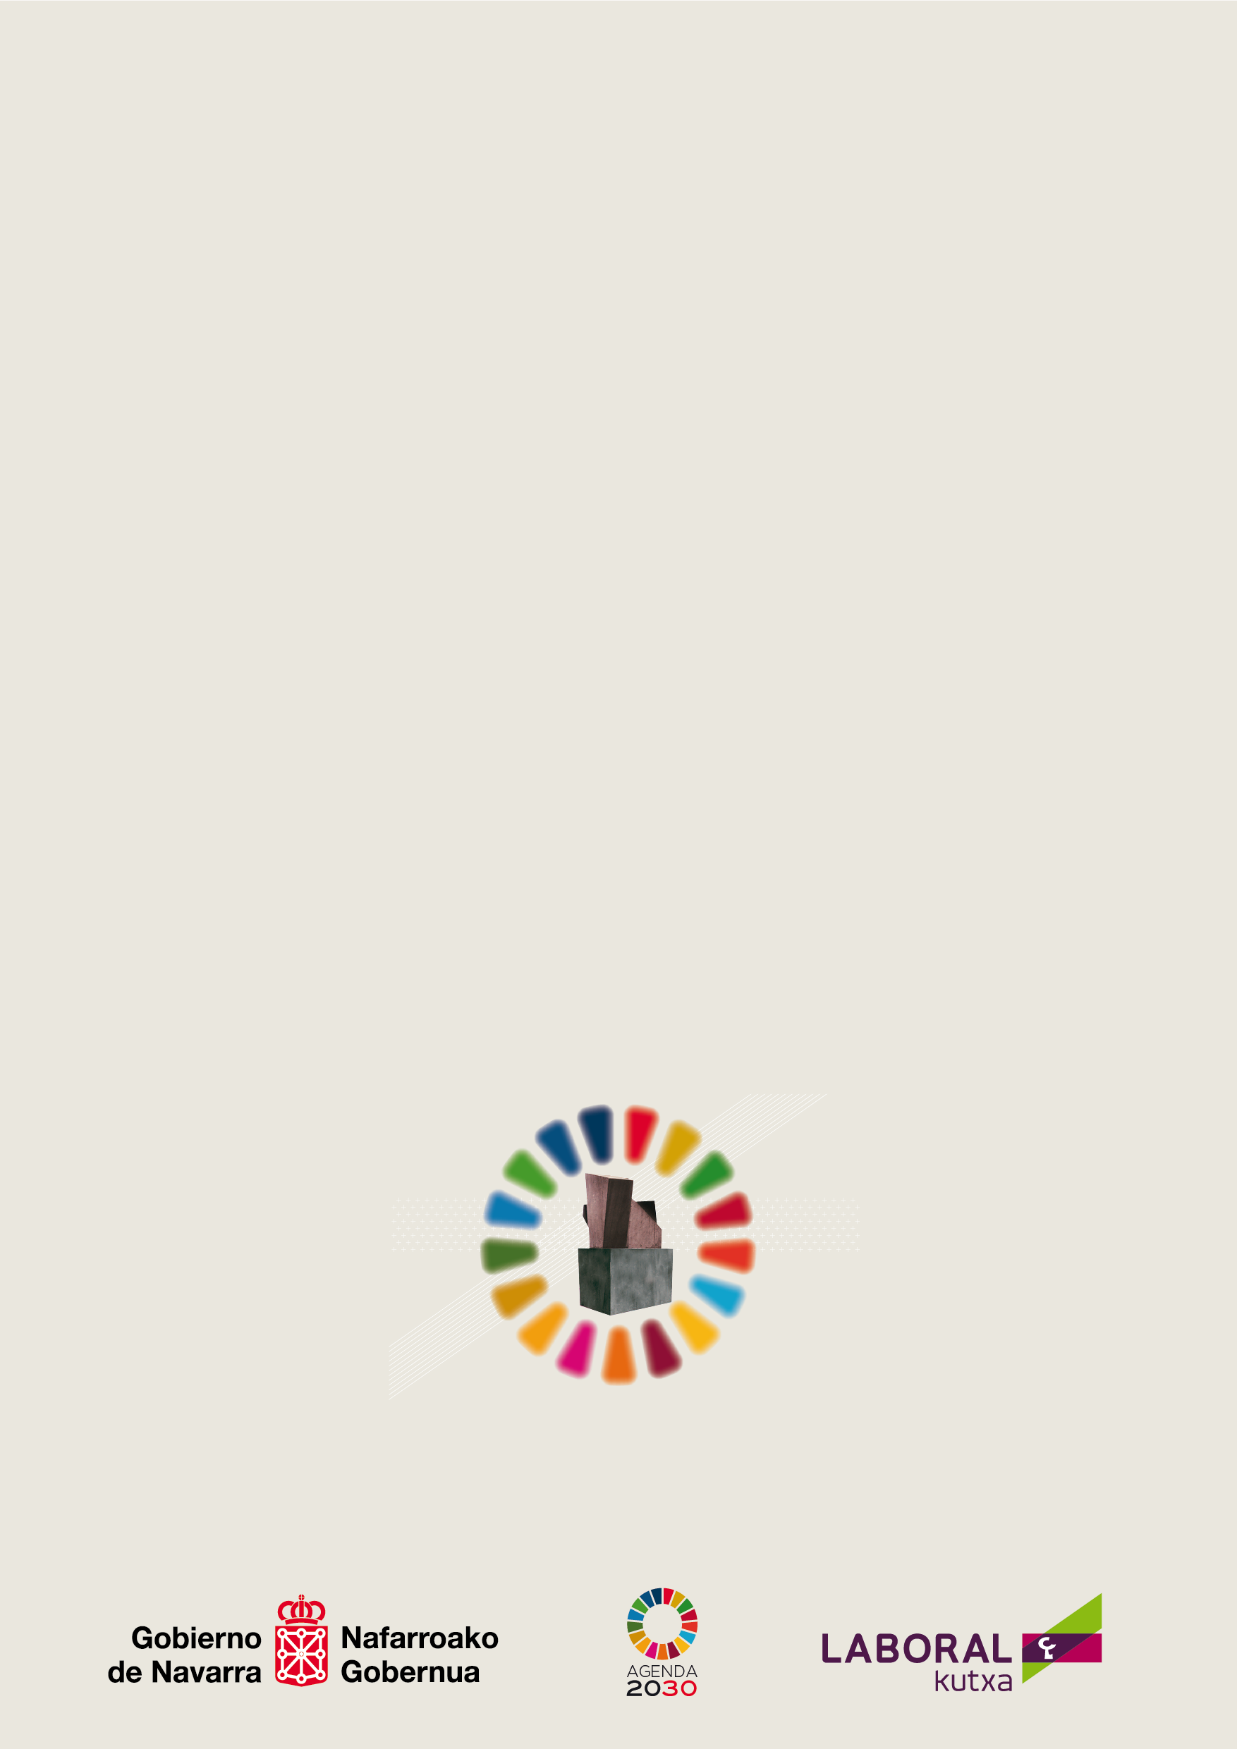 Gobierno
de Navarra
Nafarroako
Gobernua
AGENDA
2030
LABORAL
kutxa